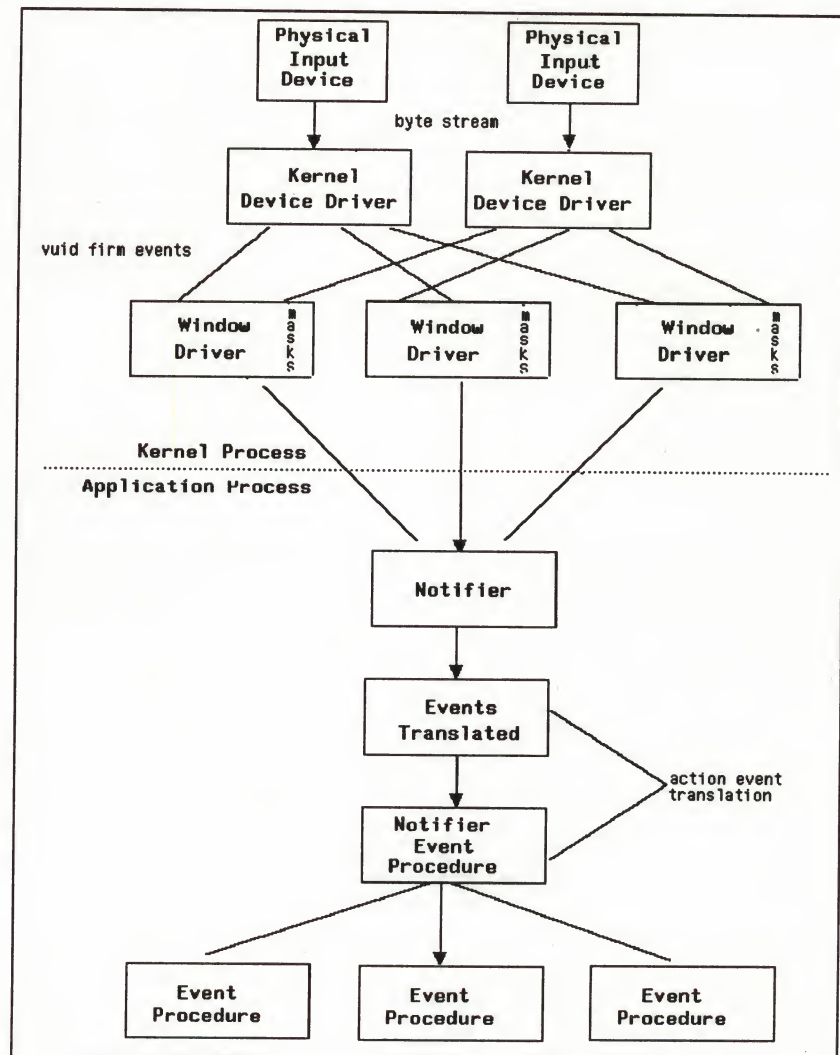 Physical
Input
Device
Physical
Input
Device
byte stream
Kernel
Device Driver
Kernel
Device Driver
vuid firm events
Window
Driver
masks
Window
Driver
masks
Window
Driver
masks
Kernel Process
Application Process
Notifier
Events
Translated
action event
translation
Notifier
Event
Procedure
Event
Procedure
Event
Procedure
Event
Procedure